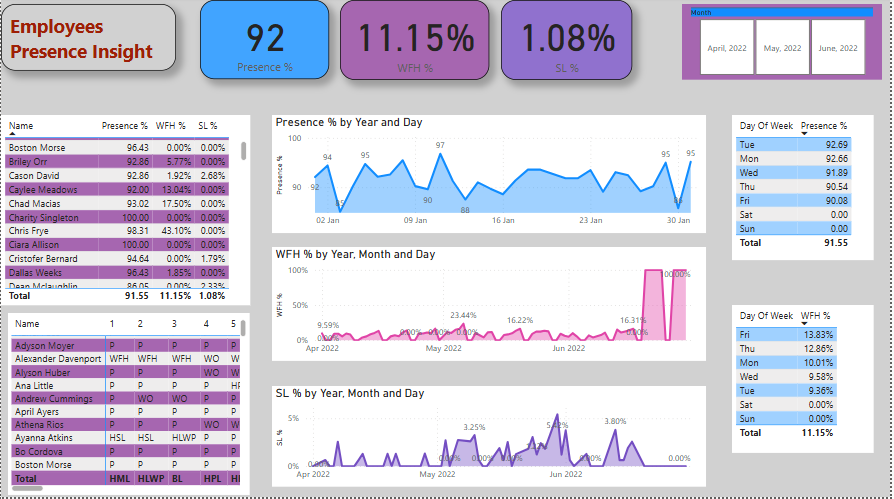 Employees
Presence Insight
92
Presence %
11.15%
WFH %
1.08%
SL %
Month
April, 2022 May, 2022 June, 2022
Name Presence % WFH % SL %
Boston Morse 96.43 0.00% 0.00%
Briley Orr 92.86 5.77% 0.00%
Cason David 92.86 1.92% 2.68%
Caylee Meadows 92.00 13.04% 0.00%
Chad Macias 93.02 17.50% 0.00%
Charity Singleton 100.00 0.00% 0.00%
Chris Frye 98.31 43.10% 0.00%
Ciara Allison 100.00 0.00% 0.00%
Cristofer Bernard 94.64 0.00% 1.79%
Dallas Weeks 96.43 1.85% 0.00%
Dean Mclaughlin 86.05 0.00% 2.33%
Total 91.55 11.15% 1.08%
Presence % by Year and Day
Presence %
100
90
92
94
85
95
90
97
88
95
95
02 Jan 09 Jan 16 Jan 23 Jan 30 Jan
Day Of Week Presence %
Tue 92.69
Mon 92.66
Wed 91.89
Thu 90.54
Fri 90.08
Sat 0.00
Sun 0.00
Total 91.55
WFH % by Year, Month and Day
WFH %
100%
50%
0%
9.59%
0.00%
0.00%
0.00%
23.44%
0.00%
16.22%
16.31%
0.00%
Apr 2022 May 2022 Jun 2022
Name 1 2 3 4 5
Adyson Moyer P P P P P
Alexander Davenport WFH WFH WFH WO W
Alyson Huber P P P WO W
Ana Little P P P P HP
Andrew Cummings P WO WO P P
April Ayers P P P P P
Athena Rios P P P WO W
Ayanna Atkins HSL HSL HLWP P P
Bo Cordova P P P P P
Boston Morse P P P P P
Total HML HLWP BL HPL
Day Of Week WFH %
Fri 13.83%
Thu 12.86%
Mon 10.01%
Wed 9.58%
Tue 9.36%
Sat 0.00%
Sun 0.00%
Total 11.15%
SL % by Year, Month and Day
SL %
5%
0%
0.00%
3.25%
0.00%
0.00%
0.00%
3.80%
0.00%
0.00%
Apr 2022 May 2022 Jun 2022